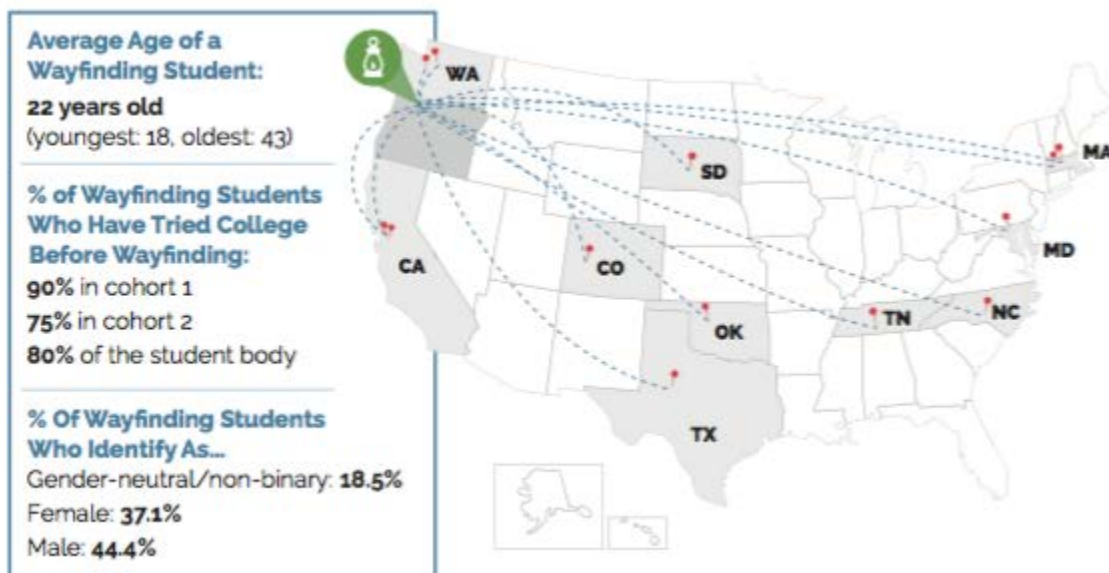 Average Age of a
Wayfinding Student:
22 years old
(youngest: 18, oldest: 43)
% of Wayfinding Students
Who Have Tried College
Before Wayfinding:
90% in cohort 1
75% in cohort 2
80% of the student body
% Of Wayfinding Students
Who Identify As...
Gender-neutral/non-binary: 18.5%
Female: 37.1%
Male: 44.4%
WA
MA
SD
MD
CA
CO
NC
TN
OK
TX